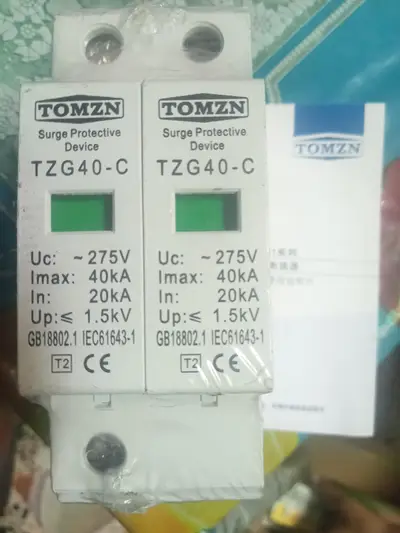 TOMZN
Surge Protective
Device
TZG40-C
Uc: ~275V
Imax: 40kA
In: 20kA
Up:≤ 1.5kV
GB18802.1 IEC61643-1
T2 CE
TOMZN
Surge Protective
Device
TZG40-C
Uc: ~275V
Imax: 40kA
In: 20kA
Up:≤ 1.5kV
GB18802.1 IEC61643-1
T2 CE
TOMZN